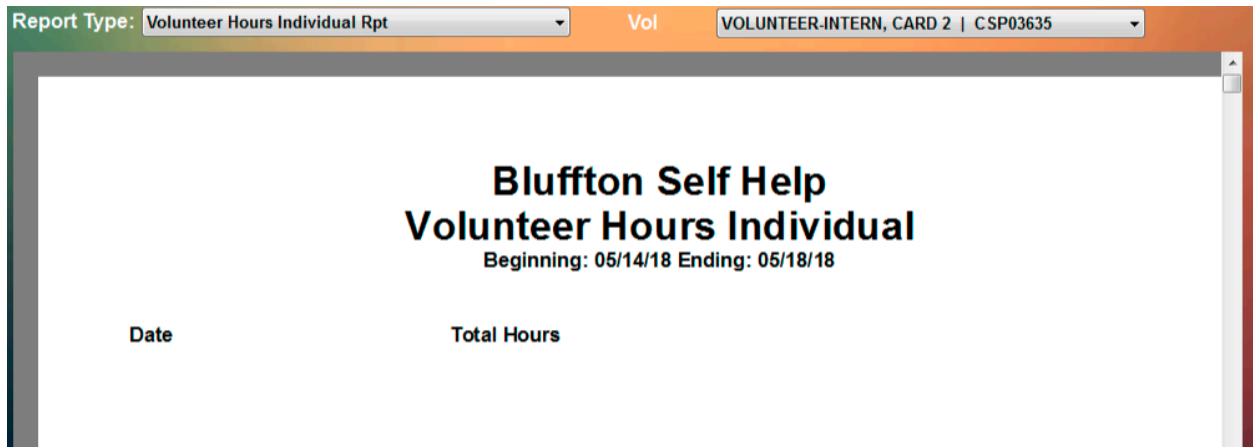 Report Type: Volunteer Hours Individual Rpt Vol VOLUNTEER-INTERN, CARD 2 | CSP03635
Bluffton Self Help
Volunteer Hours Individual
Beginning: 05/14/18 Ending: 05/18/18
Date Total Hours